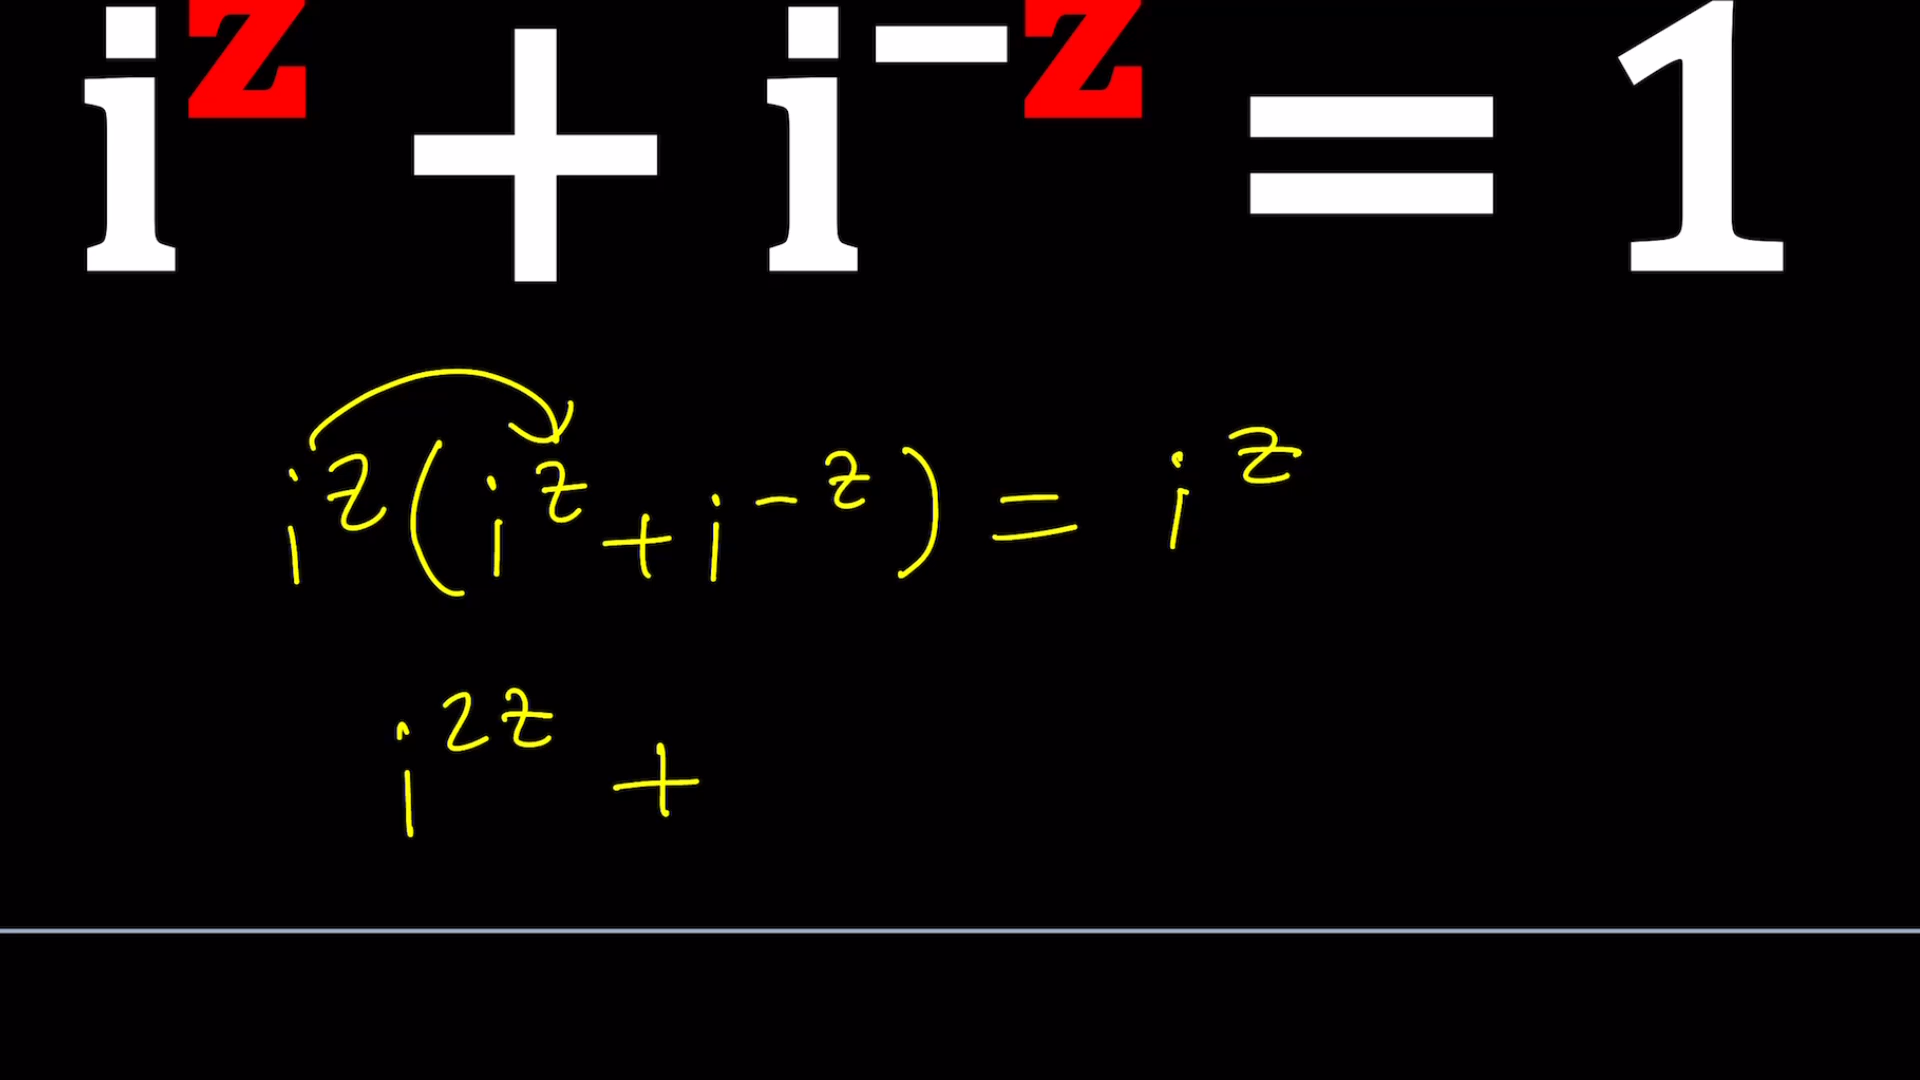 i^z + i^-z = 1
i^z(i^z + i^-z) = i^z
i^2z +